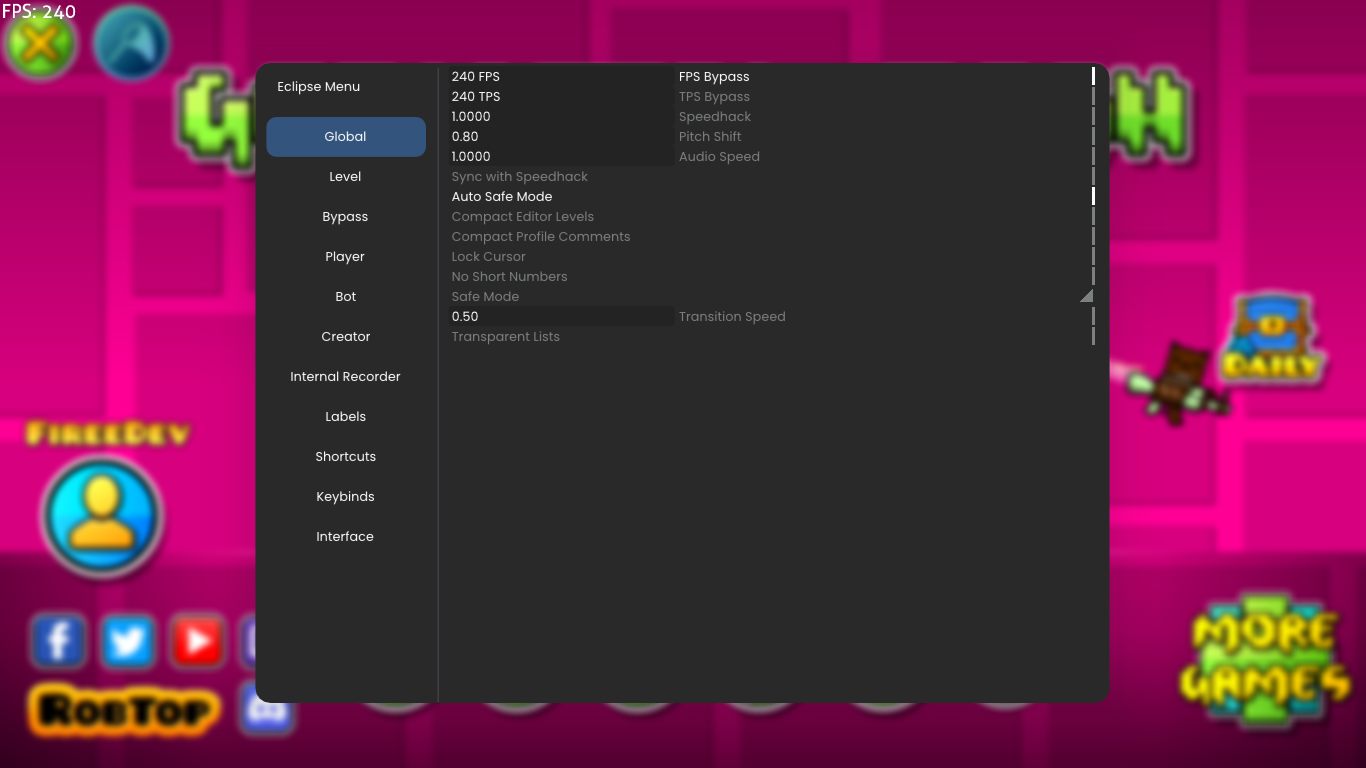 FPS: 240
Eclipse Menu
Global
Level
Bypass
Player
Bot
Creator
Internal Recorder
Labels
Shortcuts
Keybinds
Interface
240 FPS FPS Bypass
240 TPS TPS Bypass
1.0000 Speedhack
0.80 Pitch Shift
1.0000 Audio Speed
Sync with Speedhack
Auto Safe Mode
Compact Editor Levels
Compact Profile Comments
Lock Cursor
No Short Numbers
Safe Mode
0.50 Transition Speed
Transparent Lists
DAILY
FIREEDEV
ROBTOP
MORE
GAMES